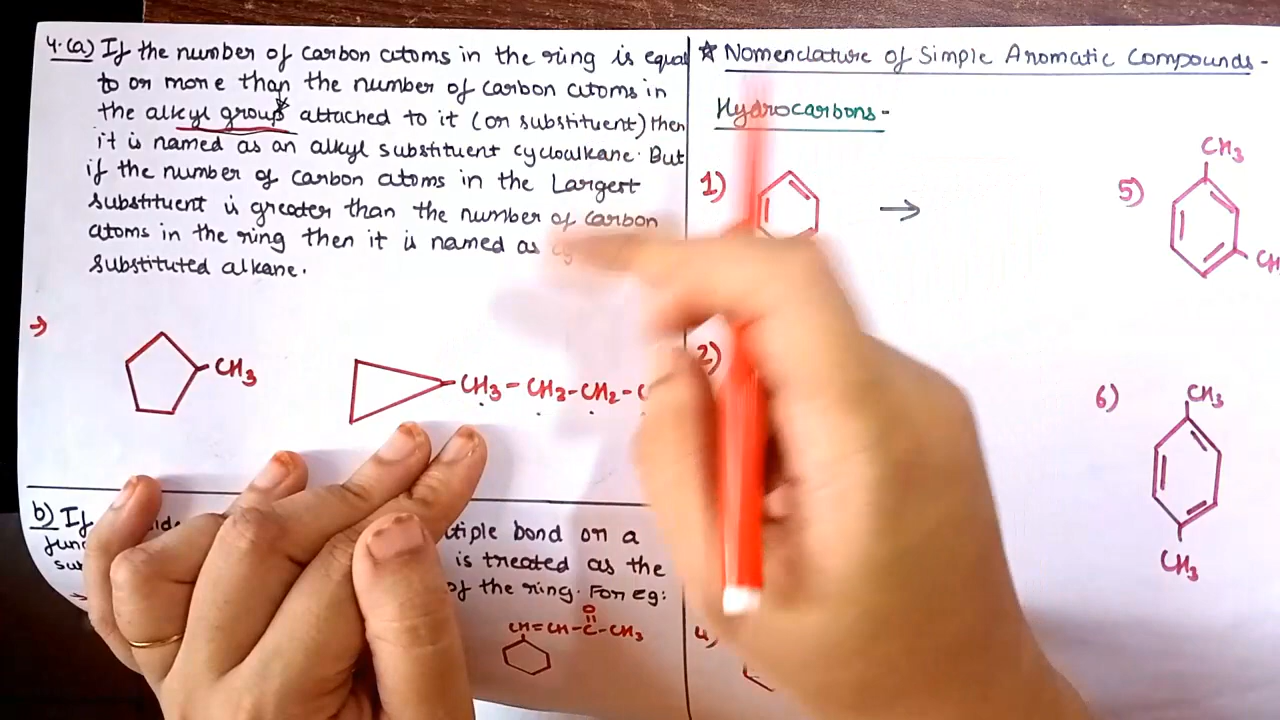 4.(a) If the number of carbon atoms in the ring is equal
to or more than the number of carbon atoms in
the alkyl group attached to it (or substituent) then
it is named as an alkyl substituent cycloalkane. But
if the number of carbon atoms in the Largest
substituent is greater than the number of carbon
atoms in the ring then it is named as
substituted alkane.
→
CH3
CH3-CH3-CH2-
b) If
tiple bond on a
is treated as the
of the ring. For eg:
O
CH=CH-C-CH3
* Nomenclature of Simple Aromatic Compounds-
Hydrocarbons-
1)
→
2)
4)
5)
CH3
CH
6)
CH3
CH3